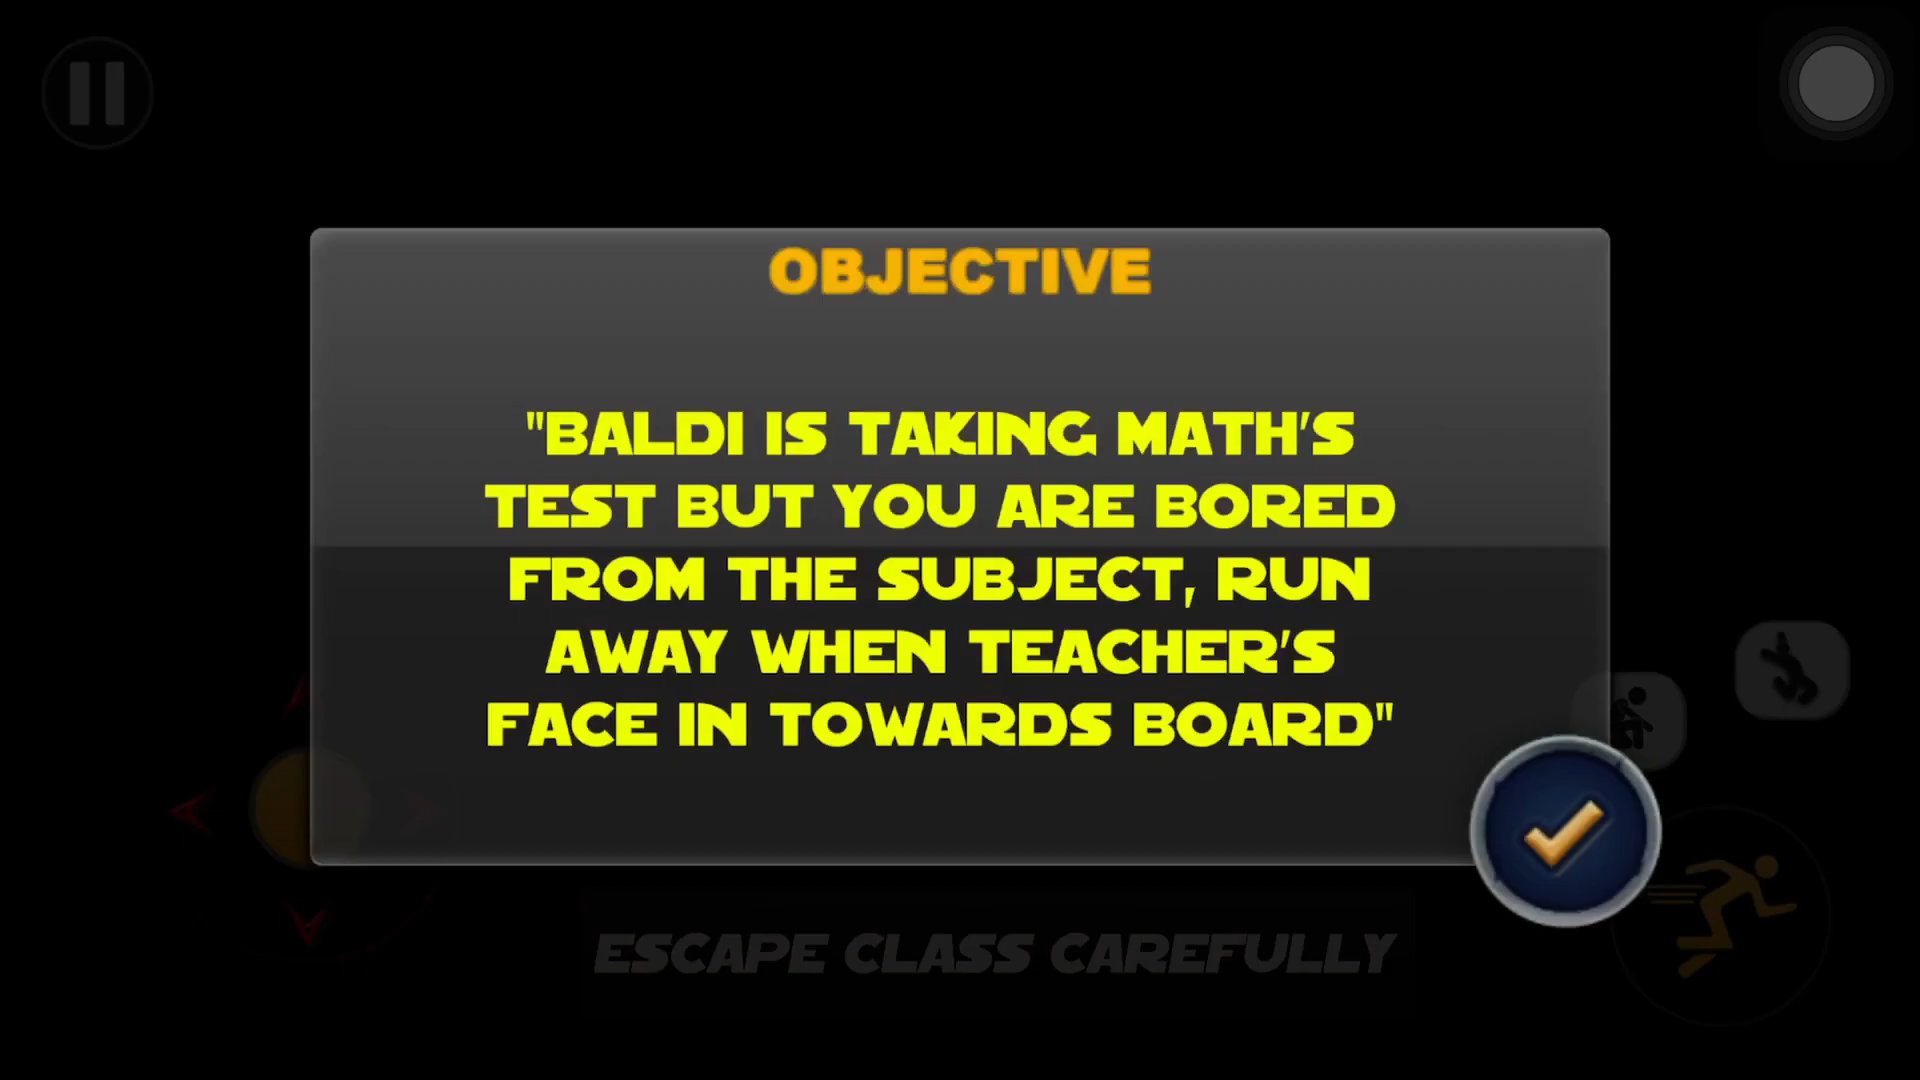 OBJECTIVE
"BALDI IS TAKING MATH'S
TEST BUT YOU ARE BORED
FROM THE SUBJECT, RUN
AWAY WHEN TEACHER'S
FACE IN TOWARDS BOARD"
ESCAPE CLASS CAREFULLY